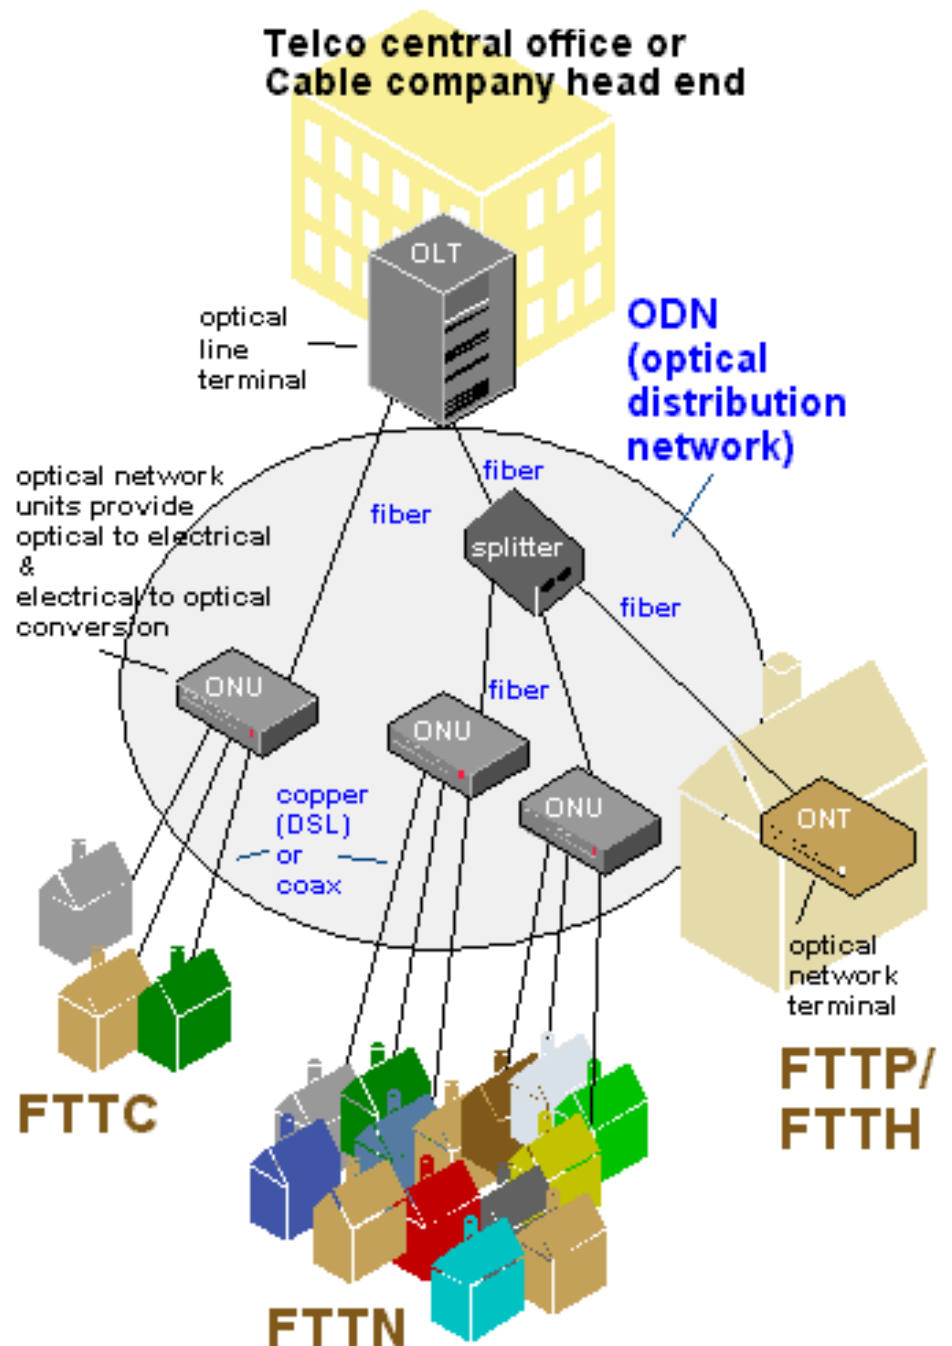 Telco central office or
Cable company head end
OLT
optical
line
terminal
ODN
(optical
distribution
network)
optical network
units provide
optical to electrical
&
electrical to optical
conversion
fiber
fiber
splitter
fiber
fiber
ONU
ONU
ONU
ONT
copper
(DSL)
or
coax
optical
network
terminal
FTTC
FTTP/
FTTH
FTTN